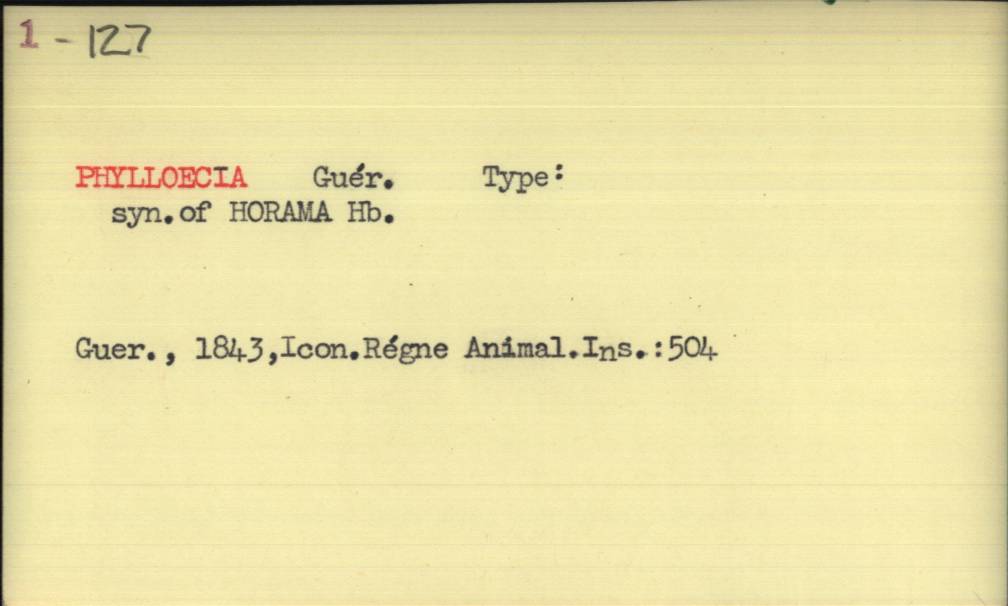 1 - 127
PHYLLOECIA Guér. Type:
syn.of HORAMA Hb.
Guer., 1843,Icon.Régne Animal.Ins.:504